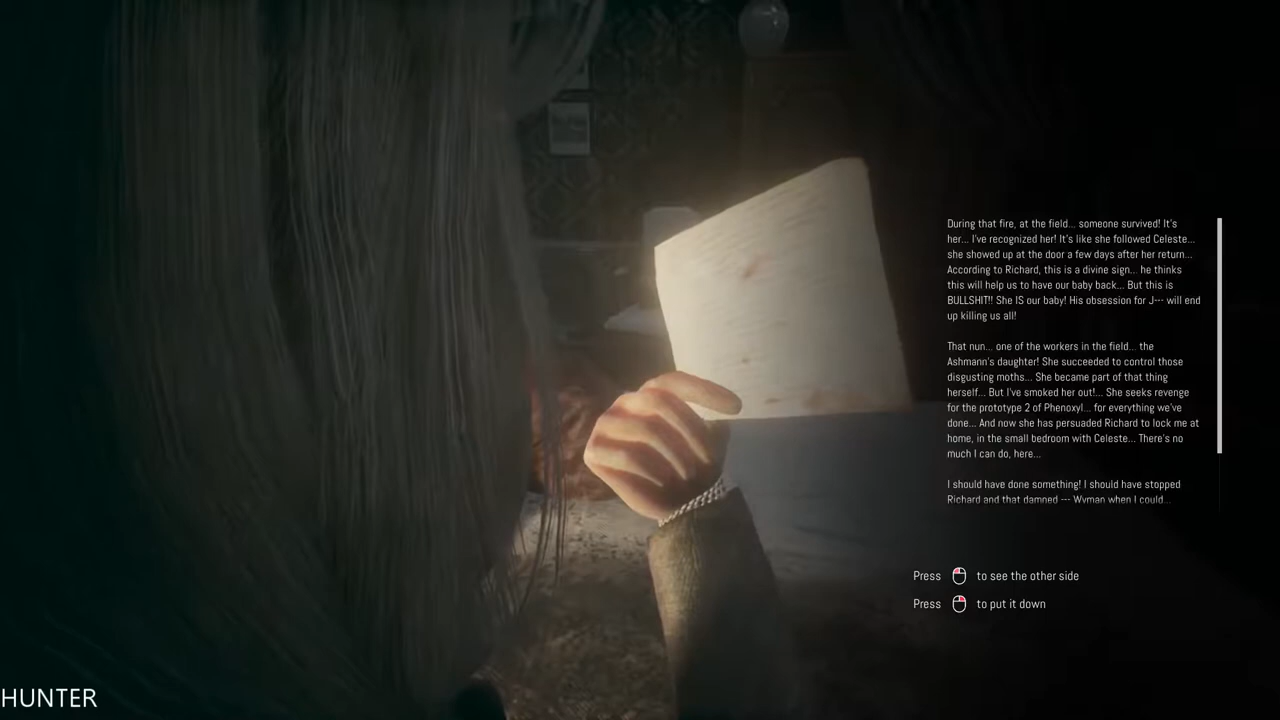 During that fire, at the field... someone survived! It's
her... I've recognized her! It's like she followed Celeste...
she showed up at the door a few days after her return...
According to Richard, this is a divine sign... he thinks
this will help us to have our baby back... But this is
BULLSHIT!! She IS our baby! His obsession for J--- will end
up killing us all!
That nun... one of the workers in the field... the
Ashmann's daughter! She succeeded to control those
disgusting moths... She became part of that thing
herself... But I've smoked her out!... She seeks revenge
for the prototype 2 of Phenoxyl... for everything we've
done... And now she has persuaded Richard to lock me at
home, in the small bedroom with Celeste... There's no
much I can do, here...
I should have done something! I should have stopped
Richard and that damned --- Wyman when I could...
Press to see the other side
Press to put it down
HUNTER